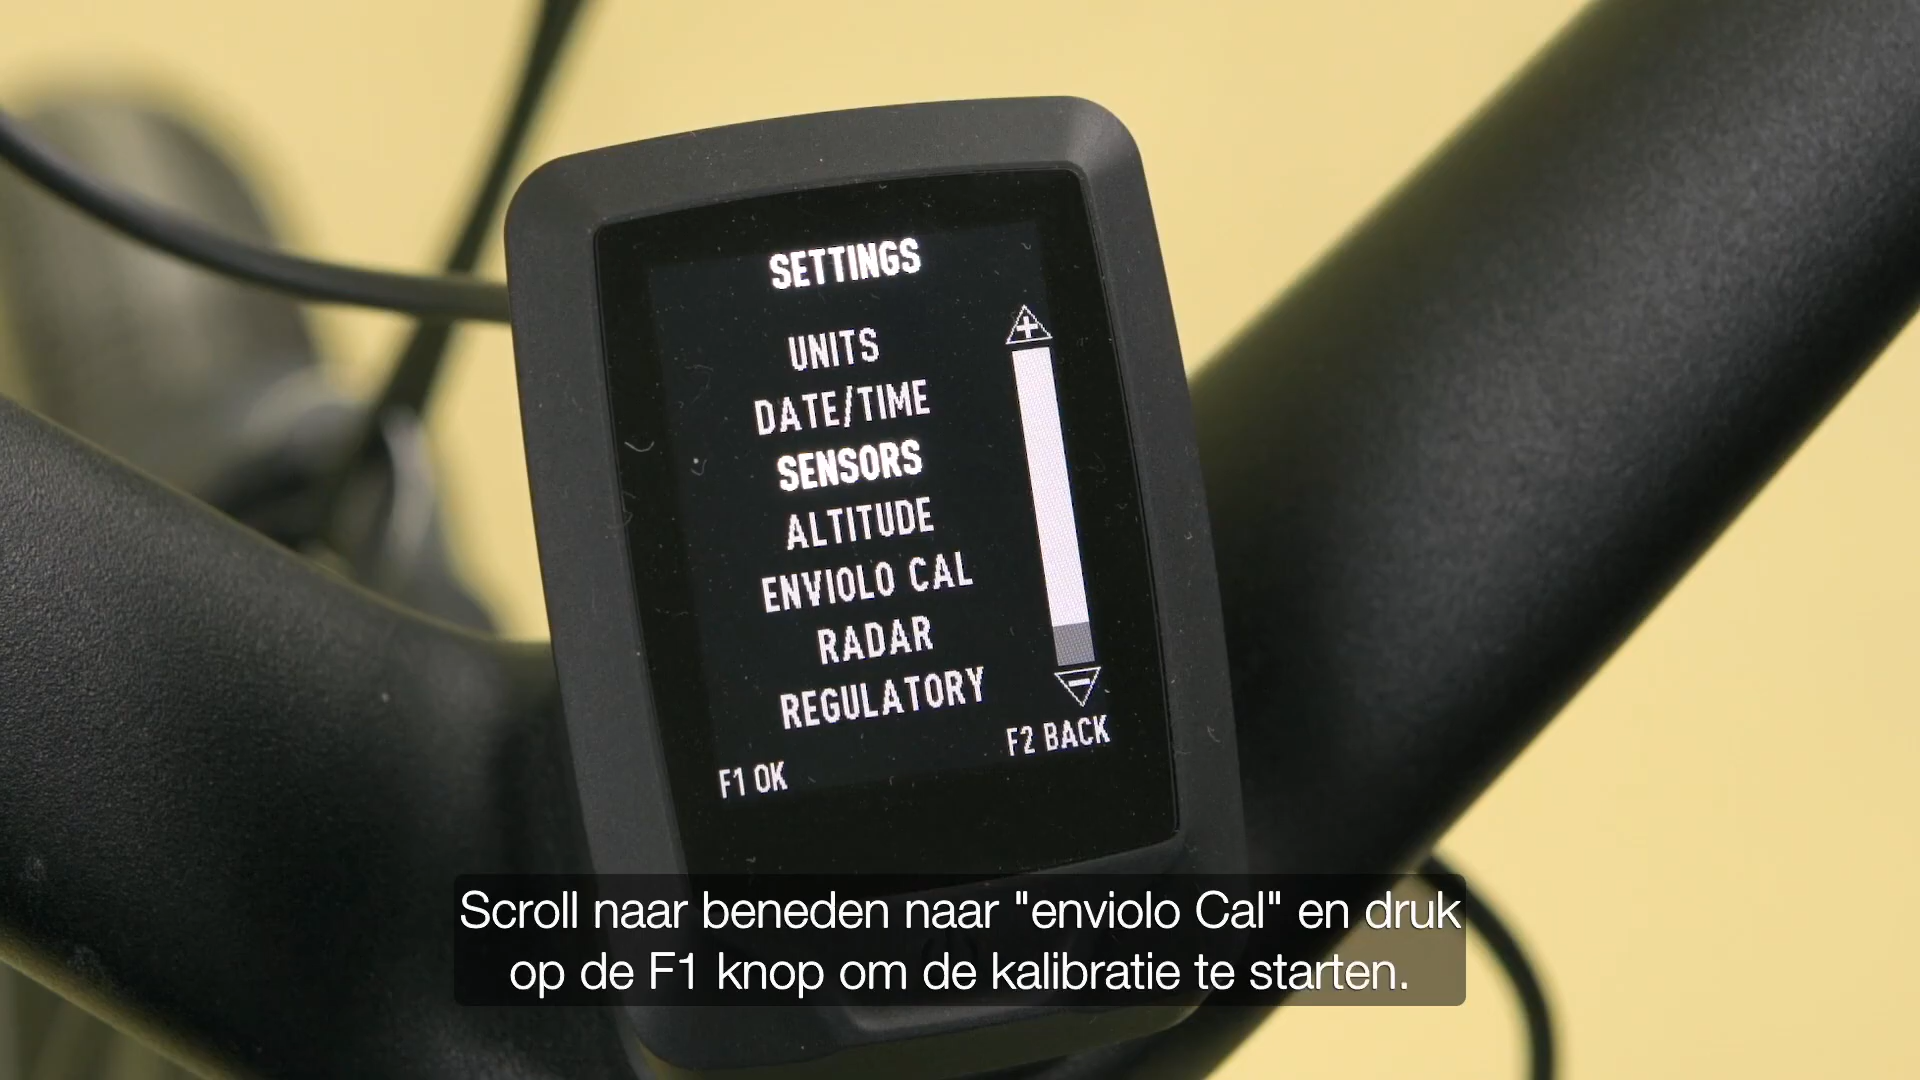 SETTINGS
UNITS
DATE/TIME
SENSORS
ALTITUDE
ENVIOLO CAL
RADAR
REGULATORY
F2 BACK
F1 OK
Scroll naar beneden naar "enviolo Cal" en druk
op de F1 knop om de kalibratie te starten.